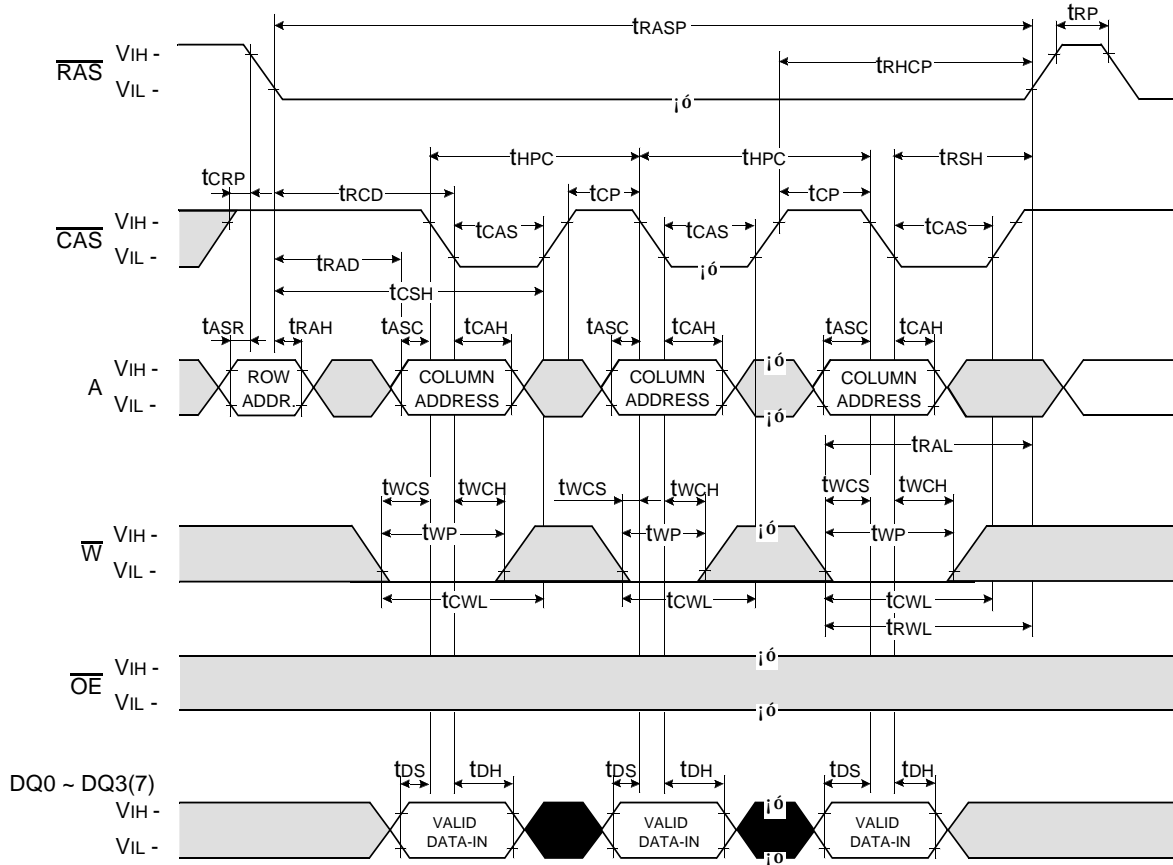 tRASP tRP
VIH -
RAS tRHCP
VIL -
¡ó
tHPC tHPC tRSH
tCRP tRCD tCP tCP
VIH -
CAS tCAS tCAS tCAS
VIL -
¡ó
tRAD
tCSH
tASR tRAH tASC tCAH tASC tCAH tASC tCAH
VIH - ¡ó
A ROW ADDR. COLUMN ADDRESS COLUMN ADDRESS COLUMN ADDRESS
VIL - ¡ó
tRAL
tWCS tWCH tWCS tWCH tWCS tWCH
VIH - tWP tWP ¡ó tWP
W
VIL - ¡ó
tCWL tCWL tCWL
tRWL
VIH - ¡ó
OE
VIL - ¡ó
tDS tDH tDS tDH tDS tDH
DQ0 ~ DQ3(7)
VIH - ¡ó
VALID DATA-IN VALID DATA-IN VALID DATA-IN
VIL - ¡ó